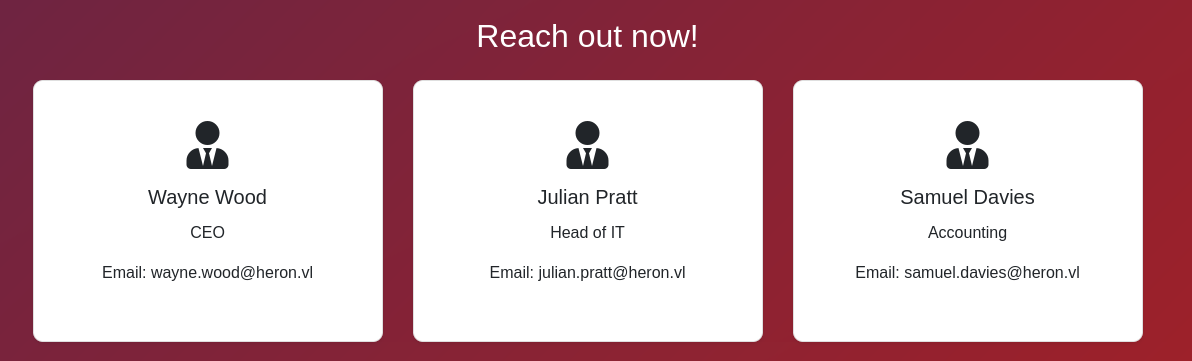 Reach out now!
Wayne Wood
CEO
Email: wayne.wood@heron.vl
Julian Pratt
Head of IT
Email: julian.pratt@heron.vl
Samuel Davies
Accounting
Email: samuel.davies@heron.vl